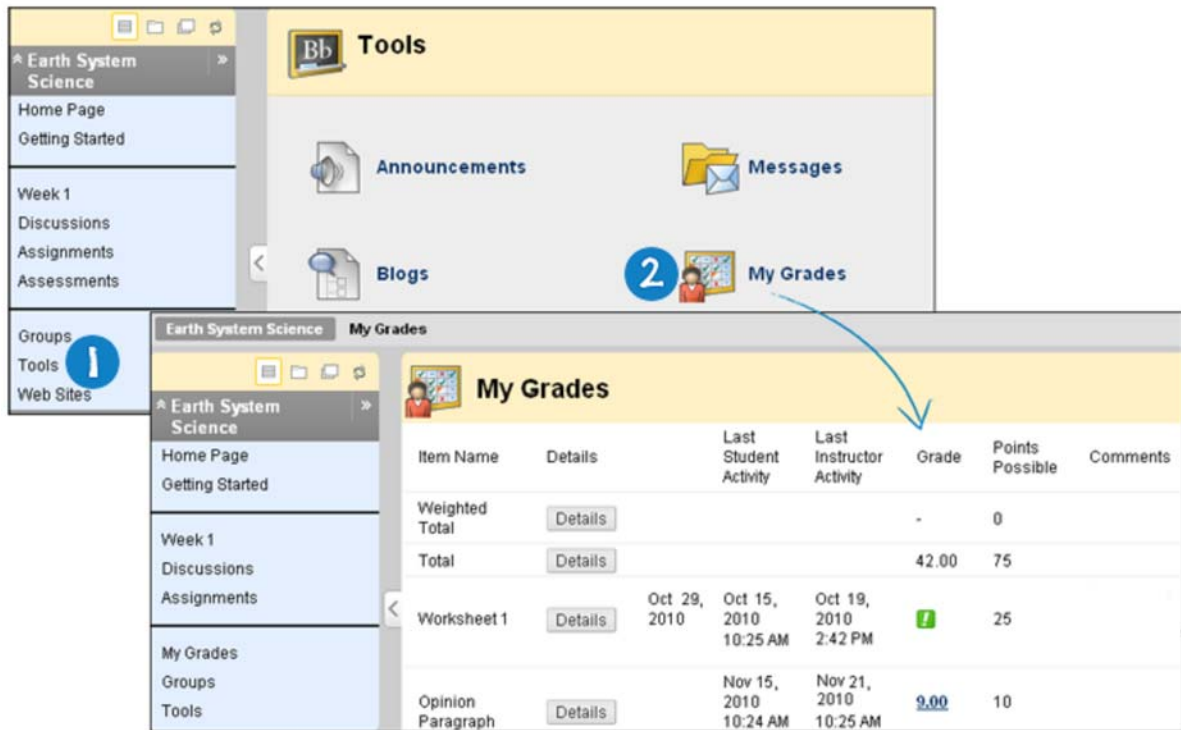 Earth System
Science
Home Page
Getting Started
Week 1
Discussions
Assignments
Assessments
Groups
Tools
1
Web Sites
Bb
Tools
Announcements
Messages
Blogs
2
My Grades
Earth System Science My Grades
Earth System
Science
Home Page
Getting Started
Week 1
Discussions
Assignments
My Grades
Groups
Tools
My Grades
Item Name Details Last Student Activity Last Instructor Activity Grade Points Possible Comments
Weighted Total Details - 0
Total Details 42.00 75
Worksheet 1 Details Oct 29, 2010 Oct 15, 2010 10:25 AM Oct 19, 2010 2:42 PM ! 25
Opinion Paragraph Details Nov 15, 2010 10:24 AM Nov 21, 2010 10:25 AM 9.00 10